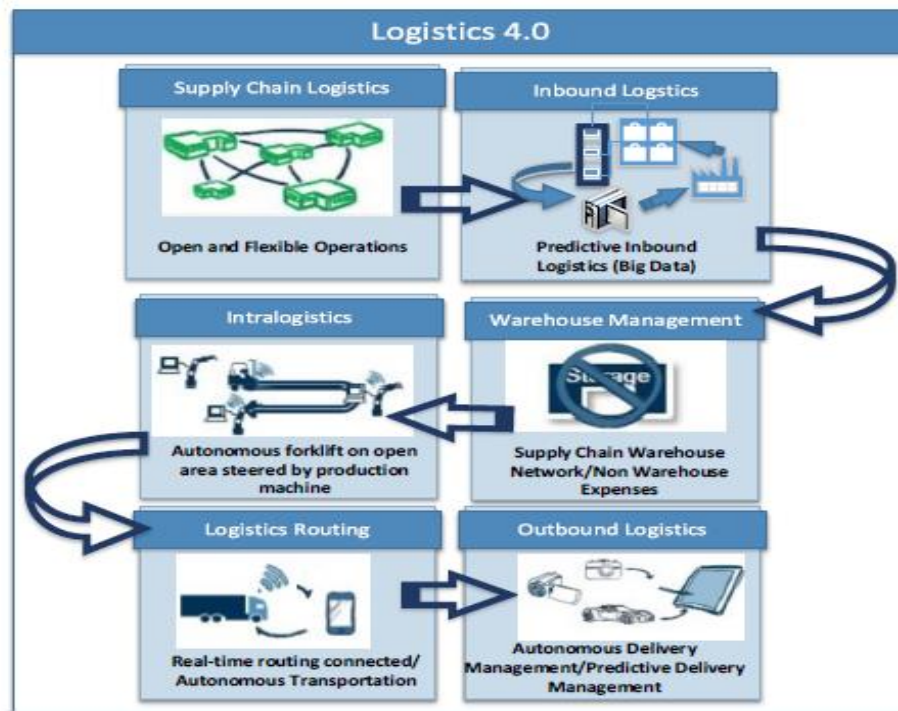 Logistics 4.0
Supply Chain Logistics
Open and Flexible Operations
Inbound Logstics
Predictive Inbound
Logistics (Big Data)
Warehouse Management
Storage
Supply Chain Warehouse
Network/Non Warehouse
Expenses
Intralogistics
Autonomous forklift on open
area steered by production
machine
Logistics Routing
Real-time routing connected/
Autonomous Transportation
Outbound Logistics
Autonomous Delivery
Management/Predictive Delivery
Management